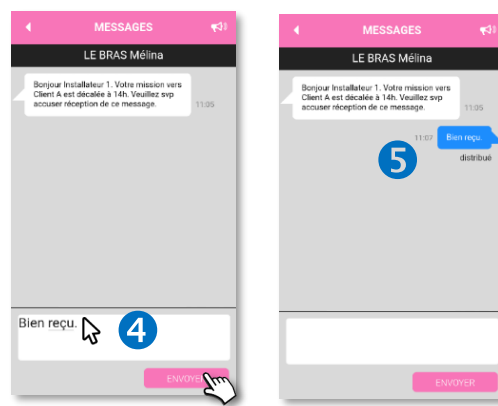 MESSAGES
LE BRAS Mélina
Bonjour Installateur 1. Votre mission vers
Client A est décalée à 14h. Veuillez svp
accuser réception de ce message.
11:05
Bien reçu.
4
ENVOYER
MESSAGES
LE BRAS Mélina
Bonjour Installateur 1. Votre mission vers
Client A est décalée à 14h. Veuillez svp
accuser réception de ce message.
11:05
11:07 Bien reçu.
distribué
5
ENVOYER